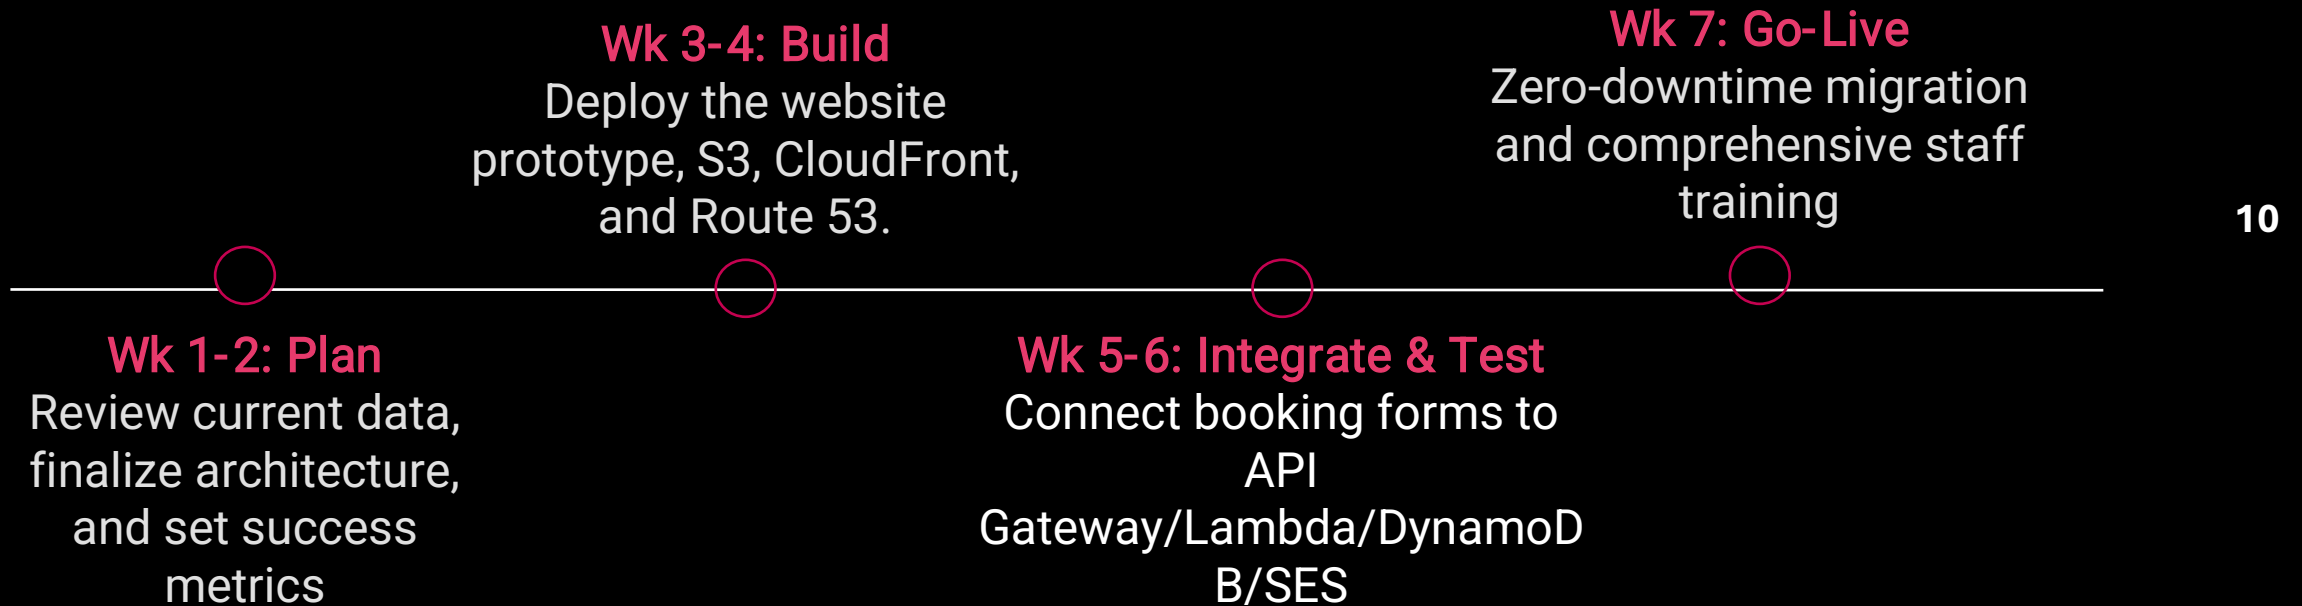 Wk 3-4: Build
Deploy the website
prototype, S3, CloudFront,
and Route 53.
Wk 7: Go-Live
Zero-downtime migration
and comprehensive staff
training
10
Wk 1-2: Plan
Review current data,
finalize architecture,
and set success
metrics
Wk 5-6: Integrate & Test
Connect booking forms to
API
Gateway/Lambda/DynamoD
B/SES